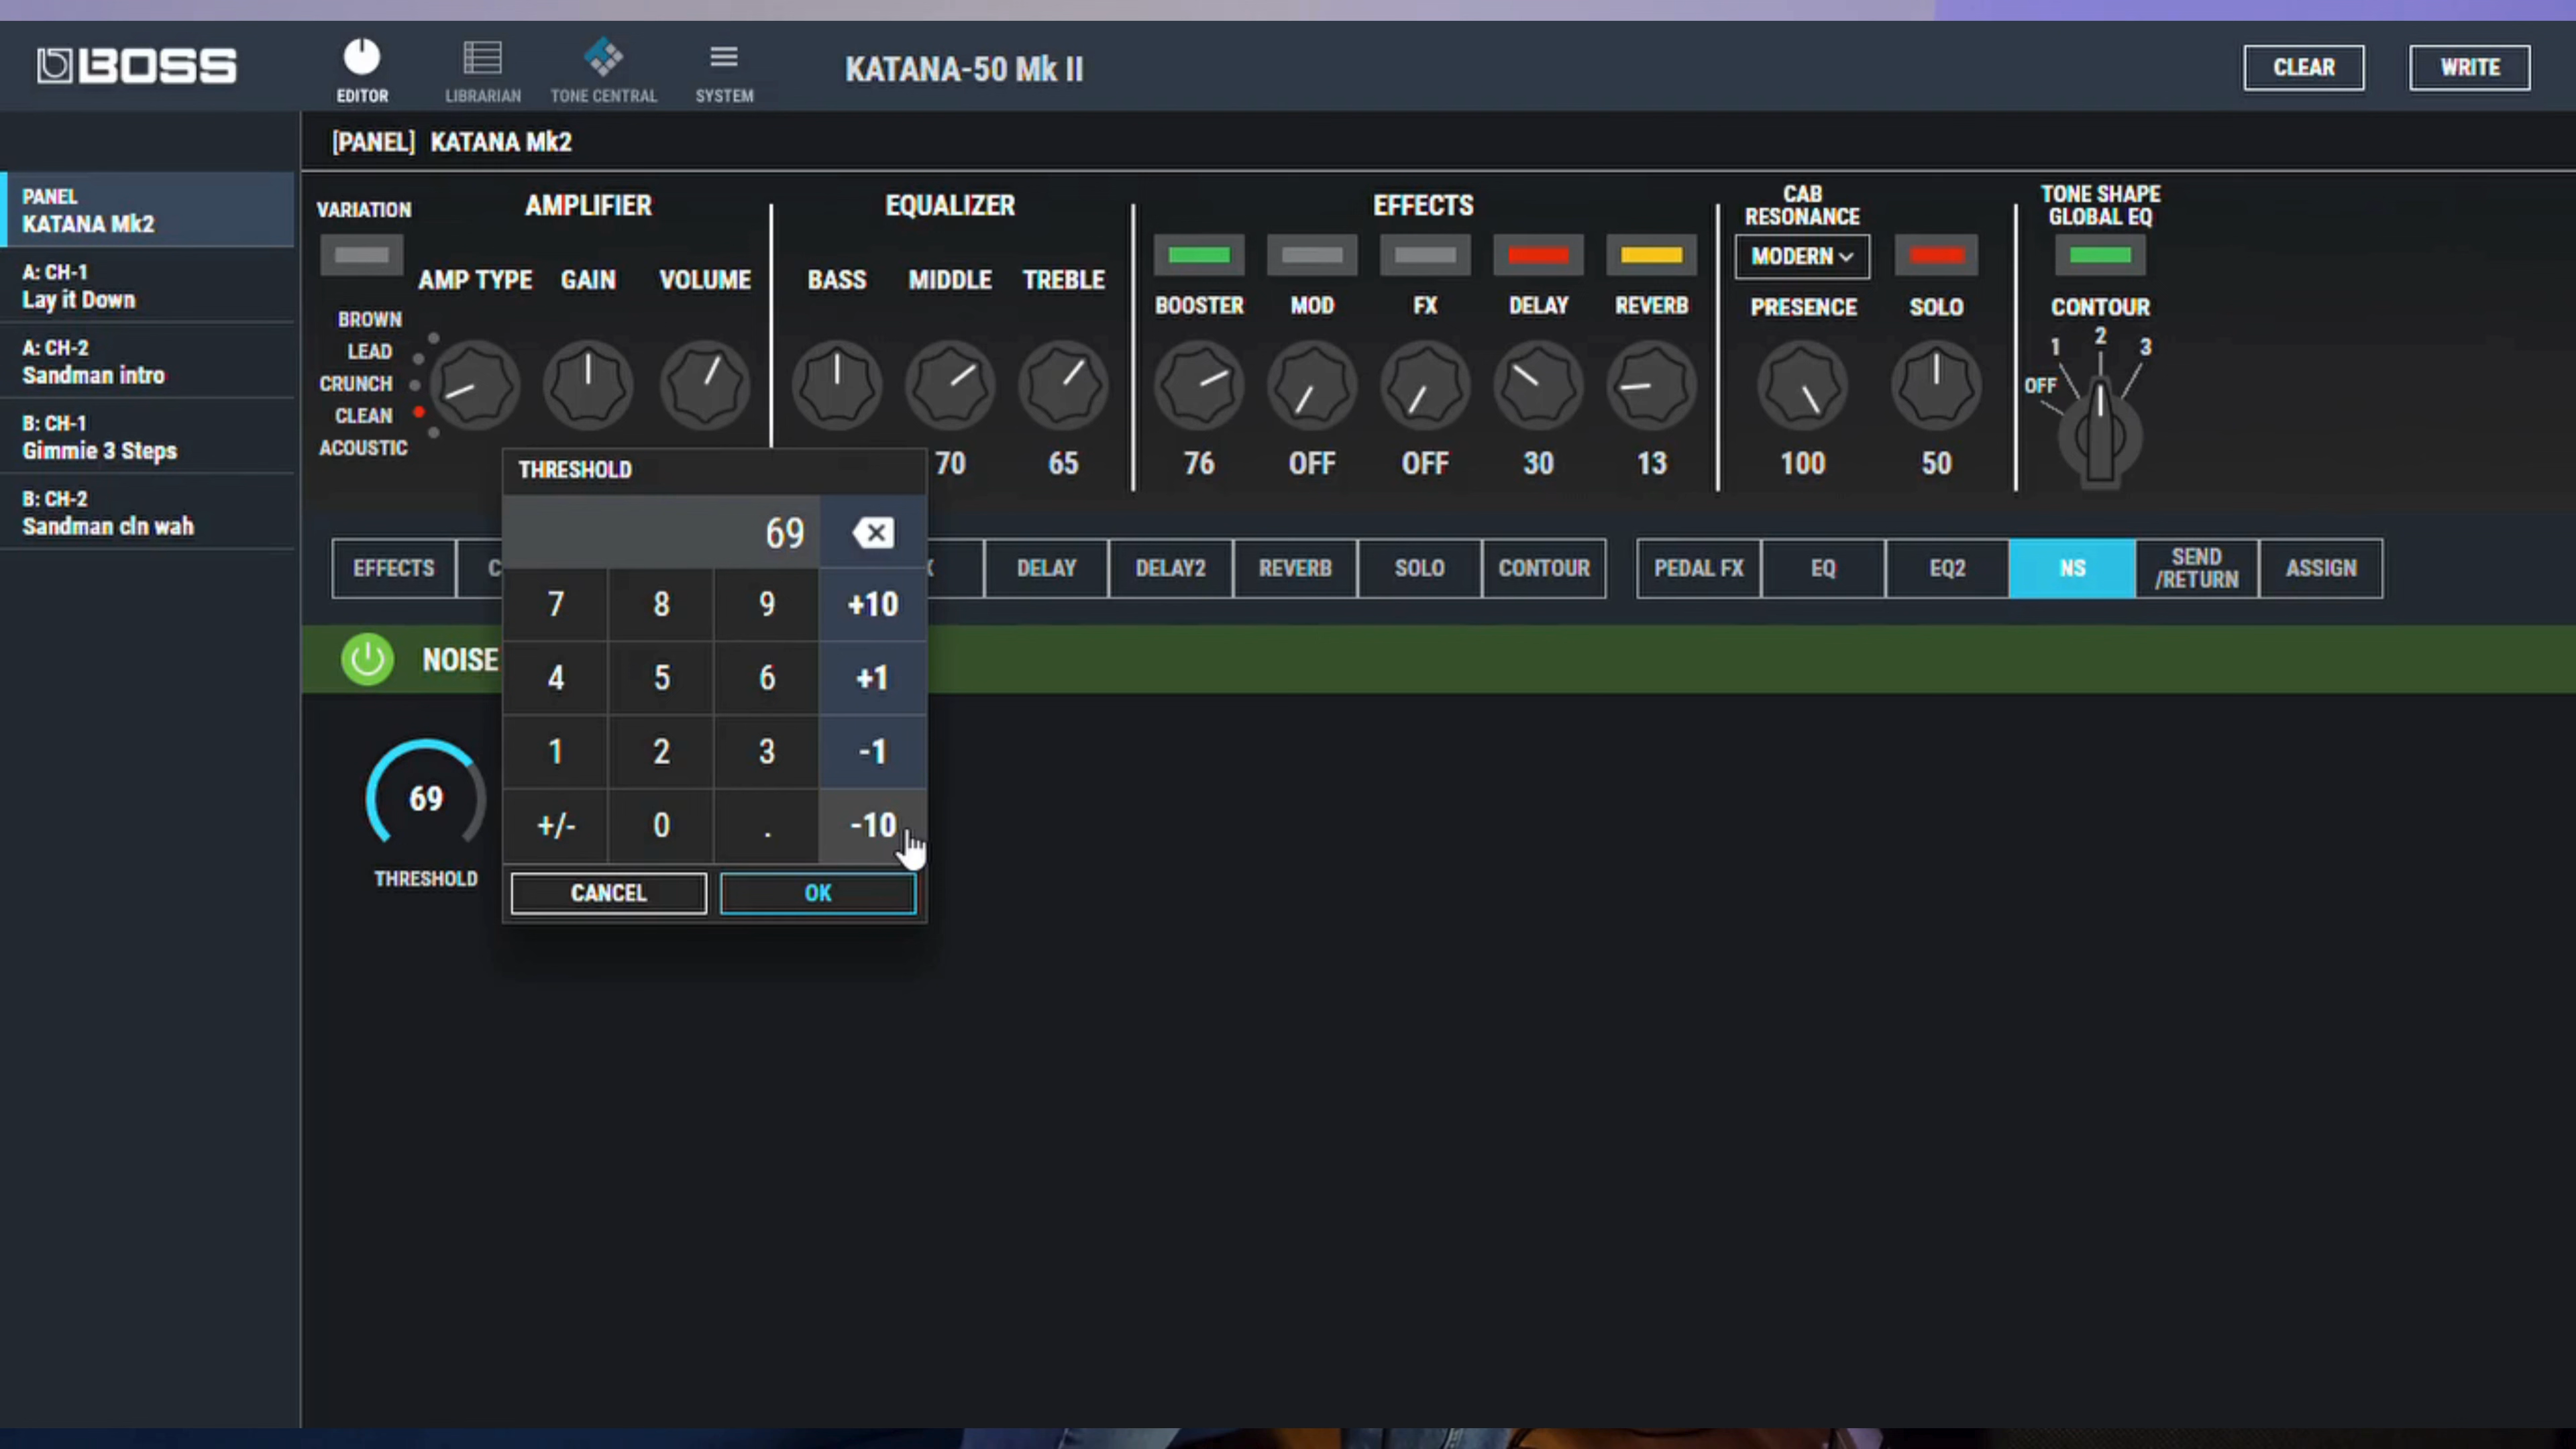 BOSS
EDITOR
LIBRARIAN
TONE CENTRAL
SYSTEM
KATANA-50 Mk II
CLEAR
WRITE
[PANEL] KATANA Mk2
PANEL
KATANA Mk2
A: CH-1
Lay it Down
A: CH-2
Sandman intro
B: CH-1
Gimmie 3 Steps
B: CH-2
Sandman cln wah
VARIATION
AMPLIFIER
AMP TYPE
GAIN
VOLUME
BROWN
LEAD
CRUNCH
CLEAN
ACOUSTIC
EQUALIZER
BASS
MIDDLE
TREBLE
70
65
EFFECTS
BOOSTER
MOD
FX
DELAY
REVERB
76
OFF
OFF
30
13
CAB
RESONANCE
MODERN
PRESENCE
SOLO
100
50
TONE SHAPE
GLOBAL EQ
CONTOUR
OFF
1
2
3
EFFECTS
DELAY
DELAY2
REVERB
SOLO
CONTOUR
PEDAL FX
EQ
EQ2
NS
SEND
/RETURN
ASSIGN
NOISE
69
THRESHOLD
THRESHOLD
69
7 8 9 +10
4 5 6 +1
1 2 3 -1
+/- 0 . -10
CANCEL
OK